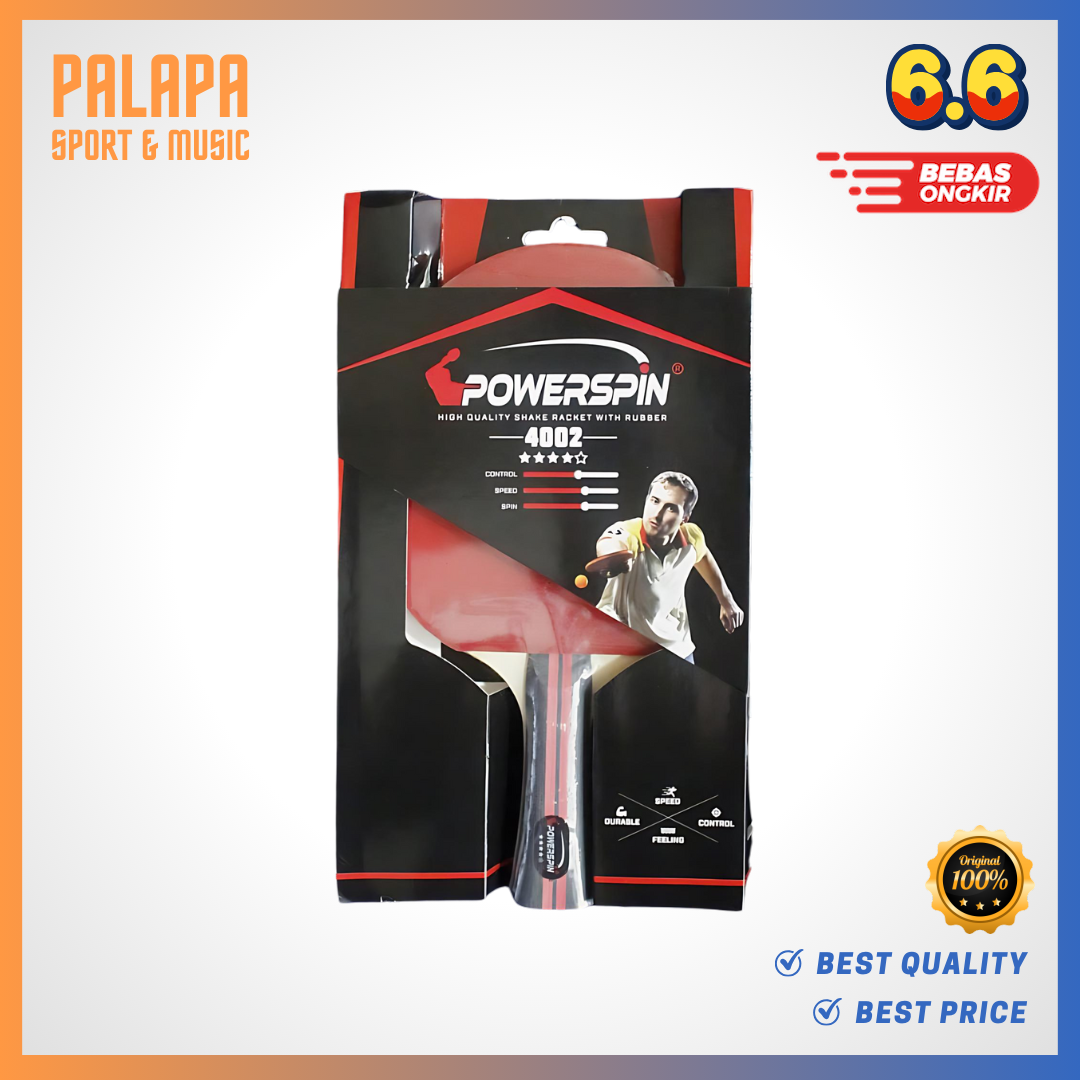 PALAPA
SPORT & MUSIC
6.6
BEBAS
ONGKIR
POWERSPIN®
HIGH QUALITY SHAKE RACKET WITH RUBBER
4002
CONTROL
SPEED
SPIN
SPEED
DURABLE
CONTROL
FEELING
POWERSPIN
Original
100%
BEST QUALITY
BEST PRICE